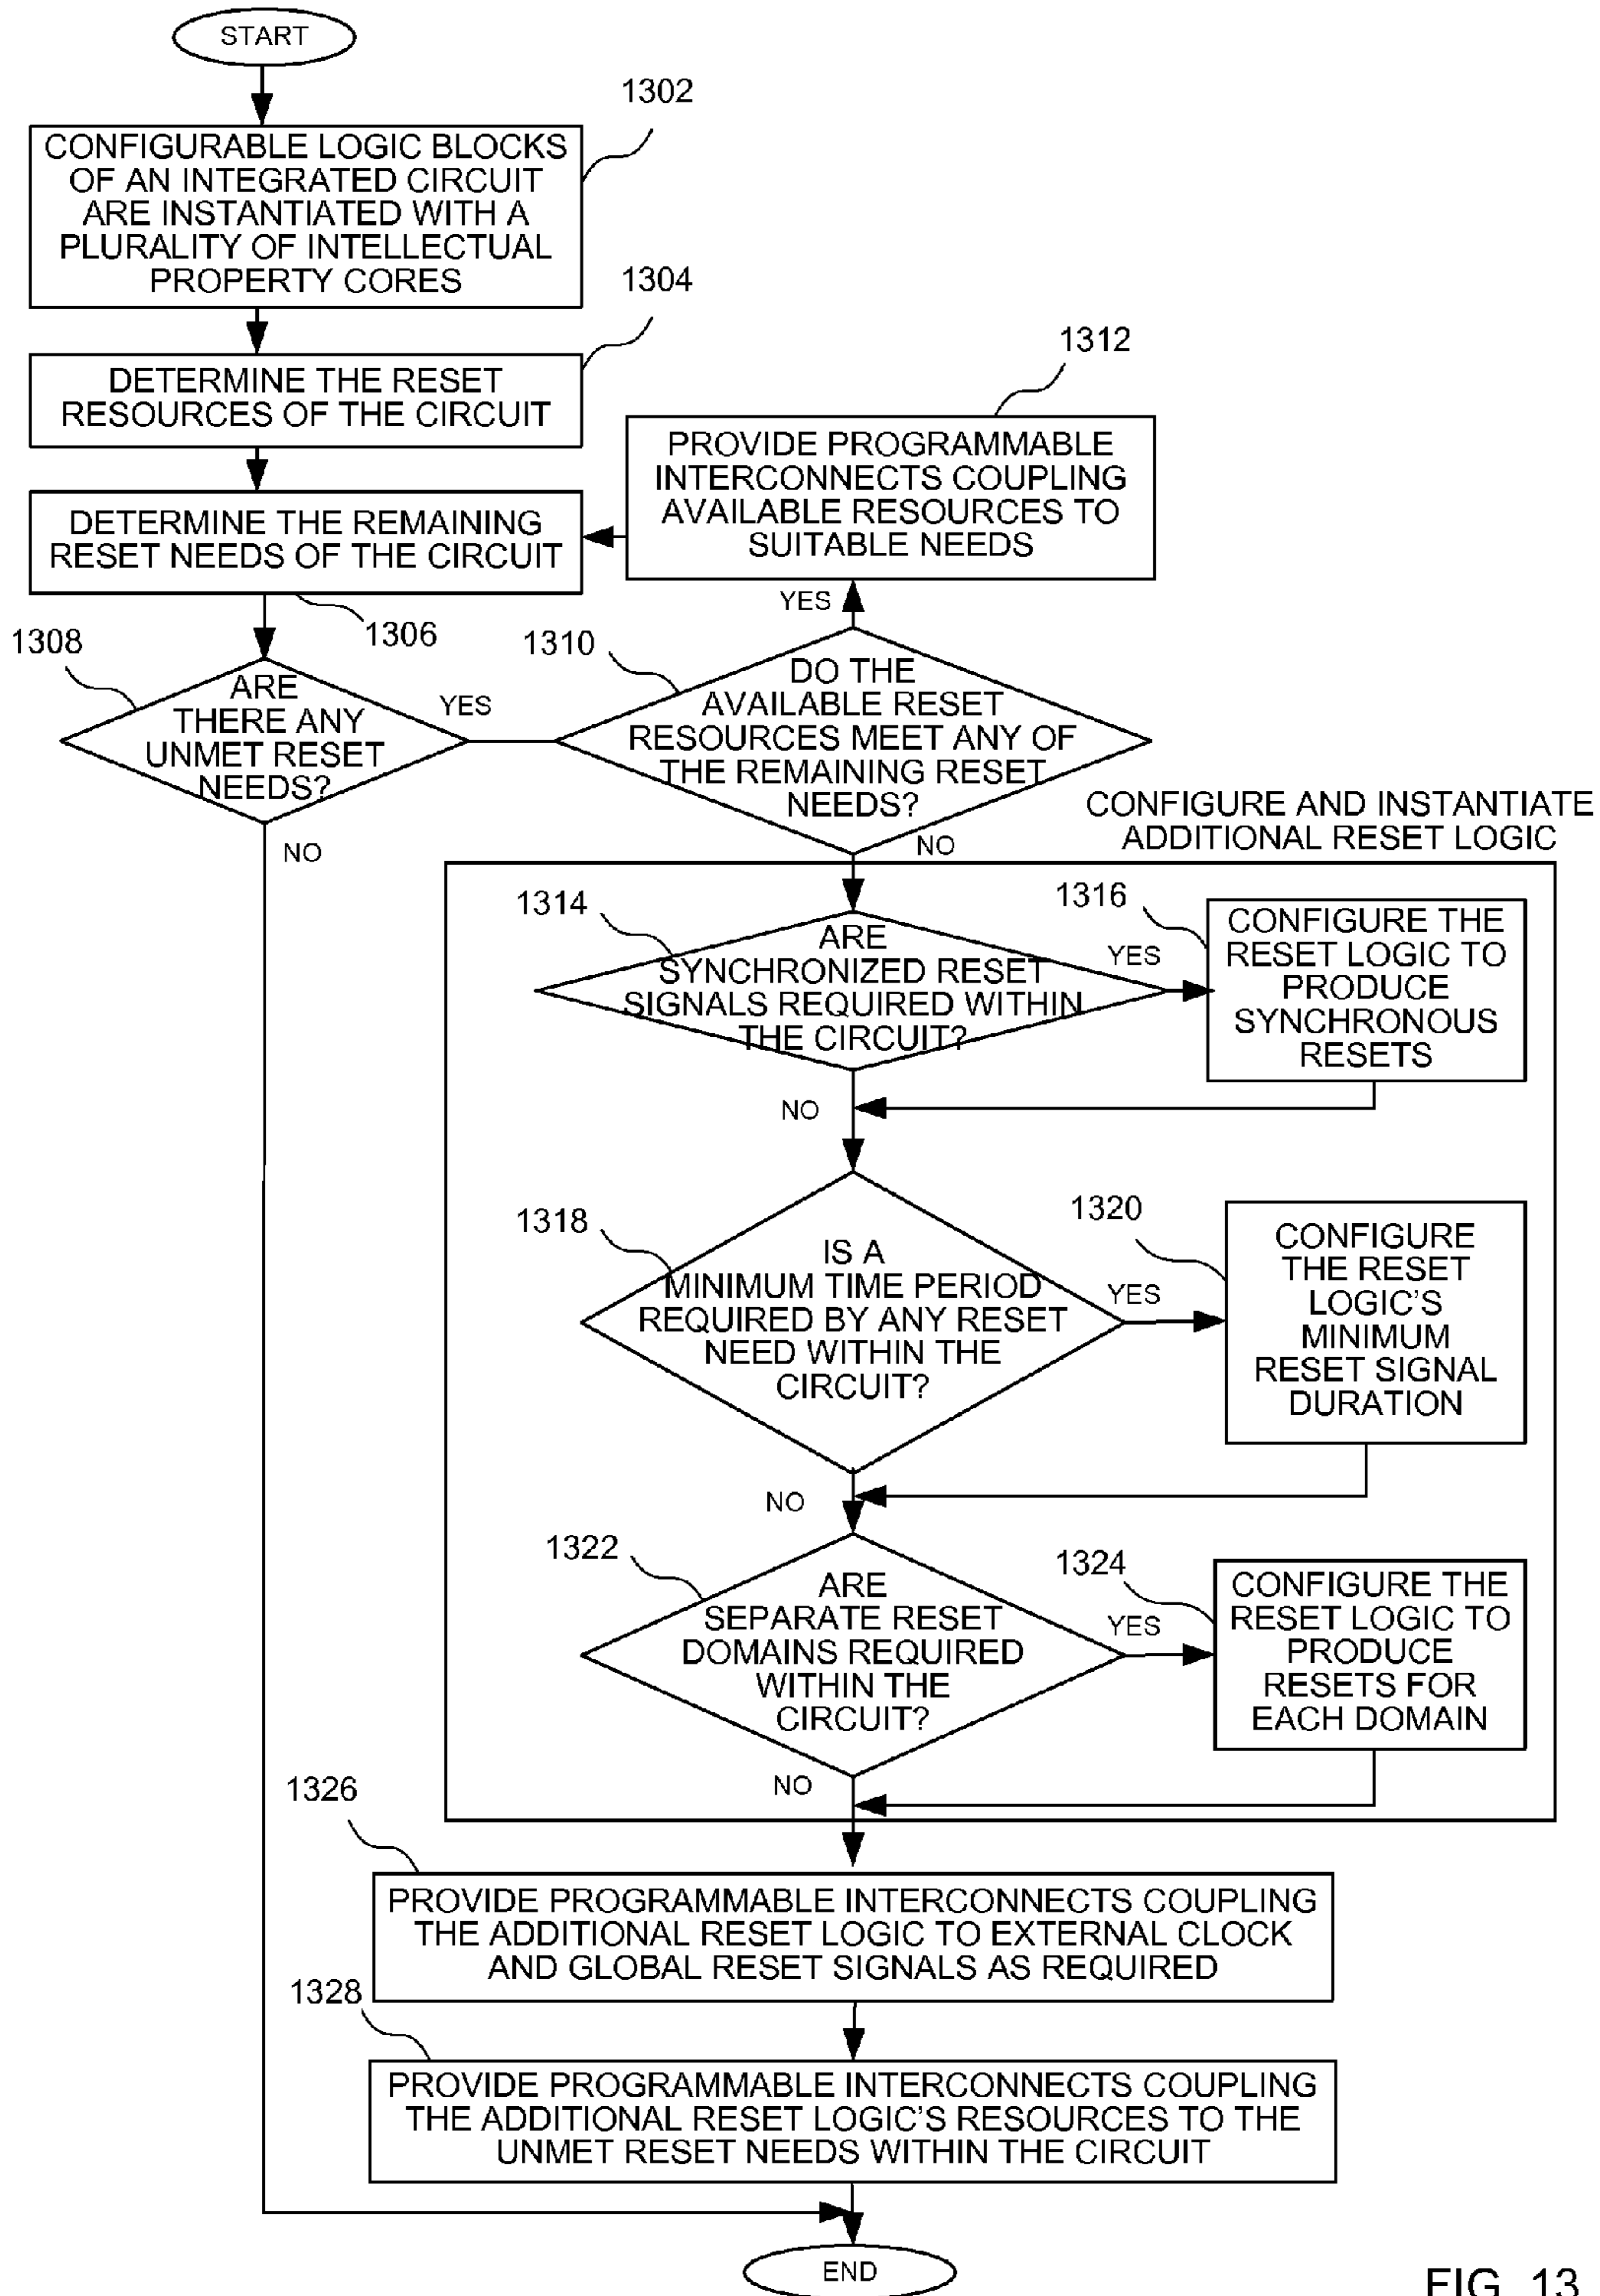 START
1302
CONFIGURABLE LOGIC BLOCKS
OF AN INTEGRATED CIRCUIT
ARE INSTANTIATED WITH A
PLURALITY OF INTELLECTUAL
PROPERTY CORES
1304
DETERMINE THE RESET
RESOURCES OF THE CIRCUIT
1312
PROVIDE PROGRAMMABLE
INTERCONNECTS COUPLING
AVAILABLE RESOURCES TO
SUITABLE NEEDS
DETERMINE THE REMAINING
RESET NEEDS OF THE CIRCUIT
1306
YES
1308
ARE
THERE ANY
UNMET RESET
NEEDS?
YES
NO
1310
DO THE
AVAILABLE RESET
RESOURCES MEET ANY OF
THE REMAINING RESET
NEEDS?
NO
CONFIGURE AND INSTANTIATE
ADDITIONAL RESET LOGIC
1314
ARE
SYNCHRONIZED RESET
SIGNALS REQUIRED WITHIN
THE CIRCUIT?
YES
1316
CONFIGURE THE
RESET LOGIC TO
PRODUCE
SYNCHRONOUS
RESETS
NO
1318
IS A
MINIMUM TIME PERIOD
REQUIRED BY ANY RESET
NEED WITHIN THE
CIRCUIT?
YES
1320
CONFIGURE
THE RESET
LOGIC'S
MINIMUM
RESET SIGNAL
DURATION
NO
1322
ARE
SEPARATE RESET
DOMAINS REQUIRED
WITHIN THE
CIRCUIT?
YES
1324
CONFIGURE THE
RESET LOGIC TO
PRODUCE
RESETS FOR
EACH DOMAIN
NO
1326
PROVIDE PROGRAMMABLE INTERCONNECTS COUPLING
THE ADDITIONAL RESET LOGIC TO EXTERNAL CLOCK
AND GLOBAL RESET SIGNALS AS REQUIRED
1328
PROVIDE PROGRAMMABLE INTERCONNECTS COUPLING
THE ADDITIONAL RESET LOGIC'S RESOURCES TO THE
UNMET RESET NEEDS WITHIN THE CIRCUIT
END
FIG. 13